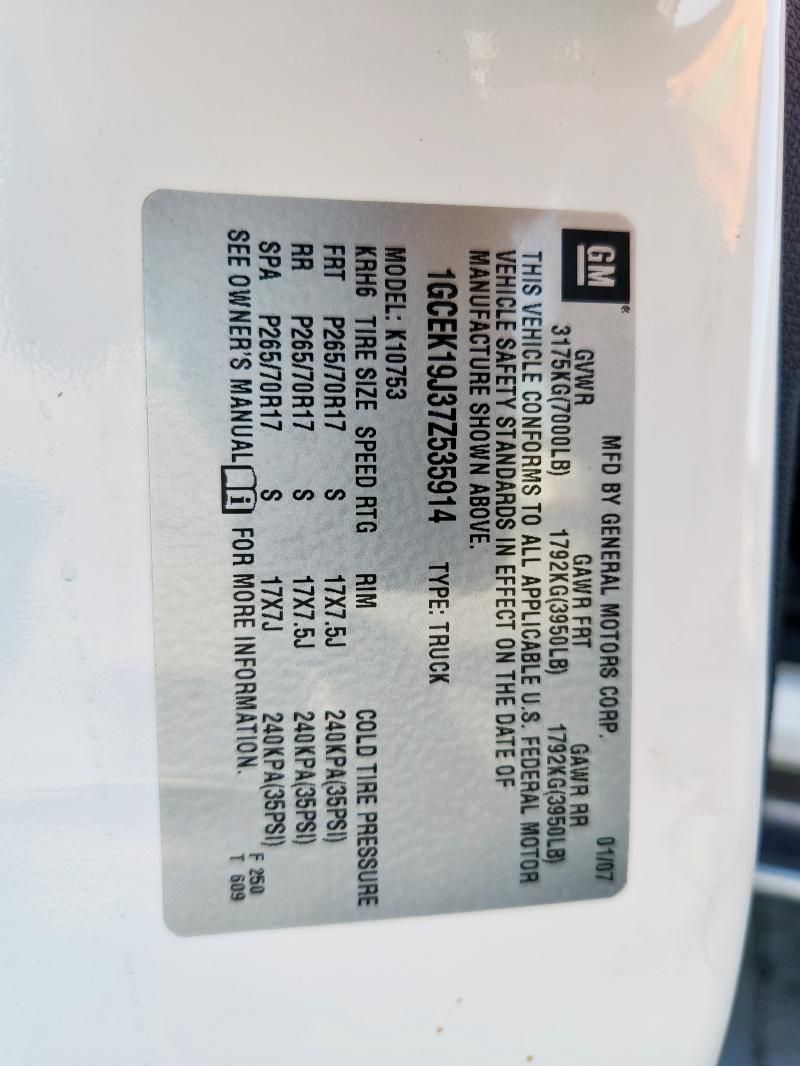 GM®
MFD BY GENERAL MOTORS CORP. 01/07
GVWR GAWR FRT GAWR RR
3175KG(7000LB) 1792KG(3950LB) 1792KG(3950LB)
THIS VEHICLE CONFORMS TO ALL APPLICABLE U.S. FEDERAL MOTOR
VEHICLE SAFETY STANDARDS IN EFFECT ON THE DATE OF
MANUFACTURE SHOWN ABOVE.
1GCEK19J37Z535914 TYPE: TRUCK
MODEL: K10753
KRH6 TIRE SIZE SPEED RTG RIM COLD TIRE PRESSURE
FRT P265/70R17 S 17X7.5J 240KPA(35PSI)
RR P265/70R17 S 17X7.5J 240KPA(35PSI)
SPA P265/70R17 S 17X7J 240KPA(35PSI)
SEE OWNER'S MANUAL i FOR MORE INFORMATION.
F 250
T 609